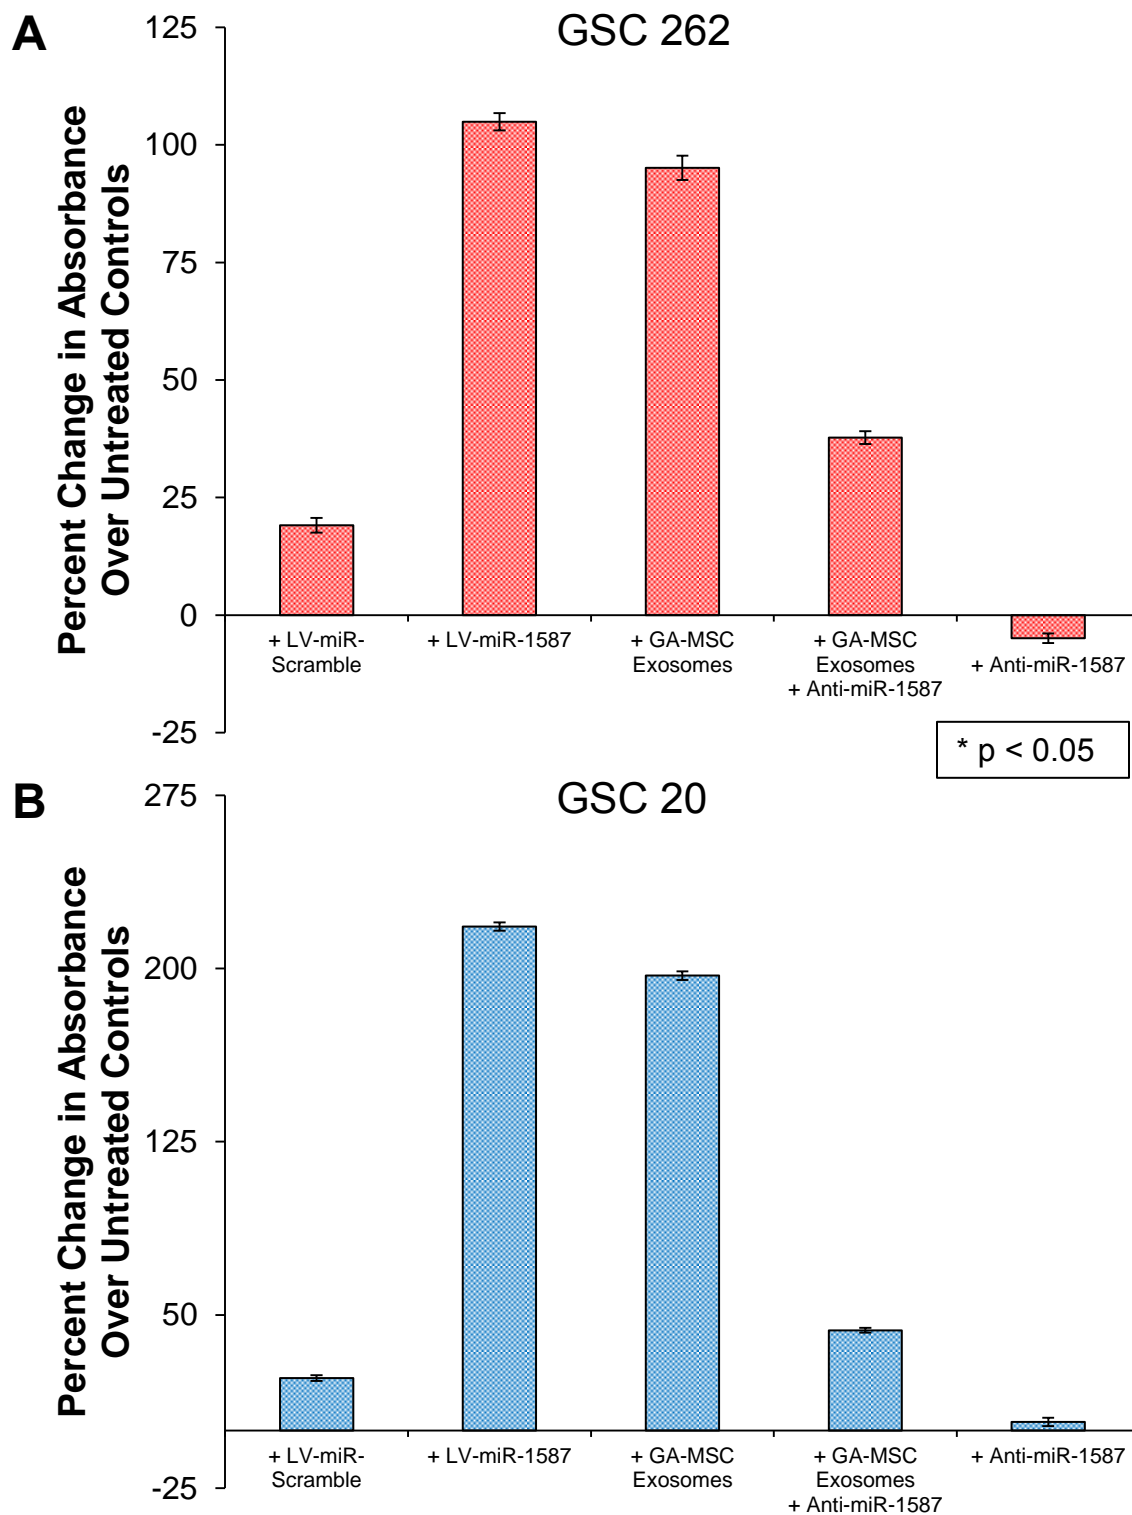 A
GSC 262
Percent Change in Absorbance
Over Untreated Controls
125
100
75
50
25
0
-25
+ LV-miR-
Scramble
+ LV-miR-1587
+ GA-MSC
Exosomes
+ GA-MSC
Exosomes
+ Anti-miR-1587
+ Anti-miR-1587
* p < 0.05
B
GSC 20
Percent Change in Absorbance
Over Untreated Controls
275
200
125
50
-25
+ LV-miR-
Scramble
+ LV-miR-1587
+ GA-MSC
Exosomes
+ GA-MSC
Exosomes
+ Anti-miR-1587
+ Anti-miR-1587